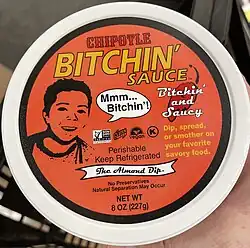 CHIPOTLE
BITCHIN'
SAUCE
Mmm...
Bitchin'!
Bitchin'
and
Saucy
Dip, spread,
or smother on
your favorite
savory food.
Perishable
Keep Refrigerated
The Almond Dip.
No Preservatives
Natural Separation May Occur
NET WT
8 OZ (227g)